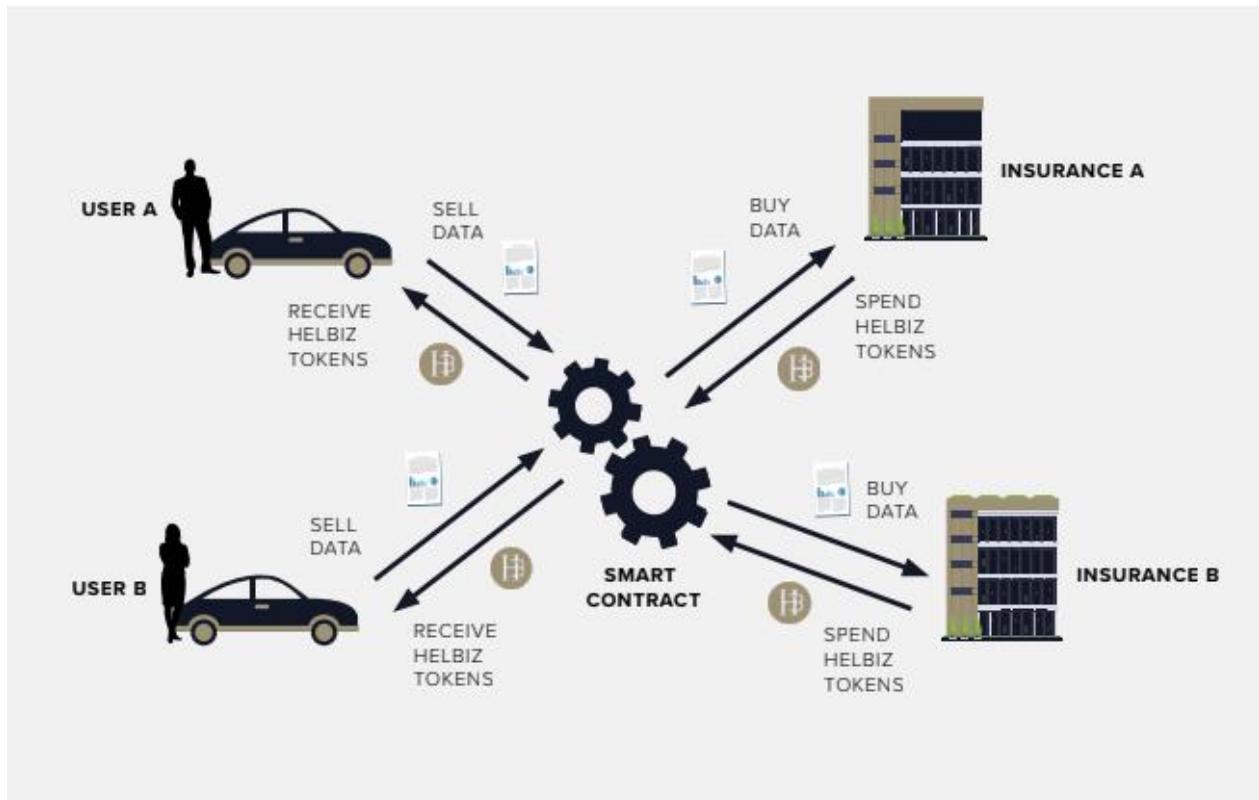 USER A
SELL
DATA
RECEIVE
HELBIZ
TOKENS
BUY
DATA
INSURANCE A
SPEND
HELBIZ
TOKENS
USER B
SELL
DATA
RECEIVE
HELBIZ
TOKENS
SMART
CONTRACT
BUY
DATA
INSURANCE B
SPEND
HELBIZ
TOKENS